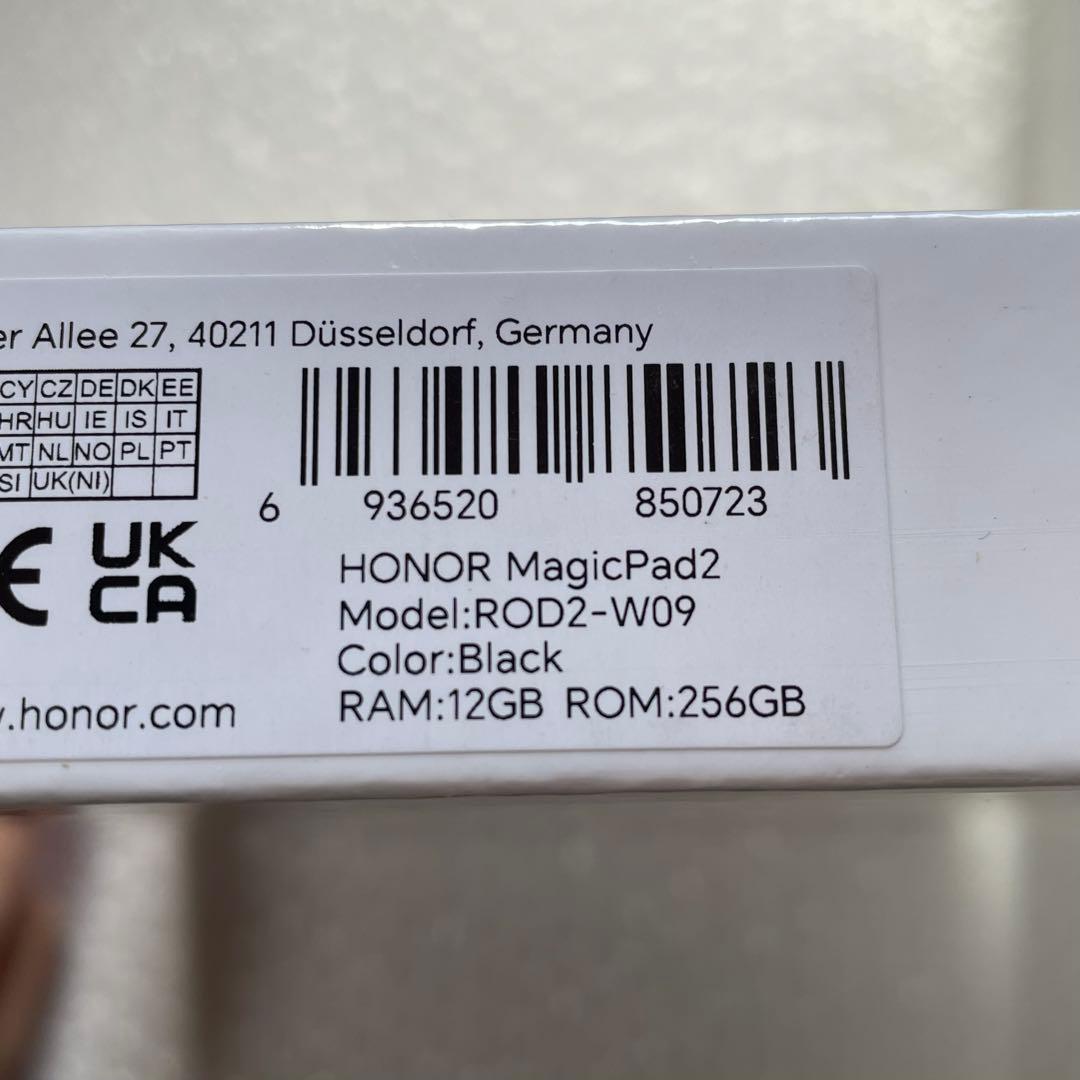 er Allee 27, 40211 Düsseldorf, Germany
CY CZ DE DK EE
HR HU IE IS IT
MT NL NO PL PT
SI UK(NI)
6 936520 850723
CE UK
CA
HONOR MagicPad2
Model:ROD2-W09
Color:Black
RAM:12GB ROM:256GB
.honor.com